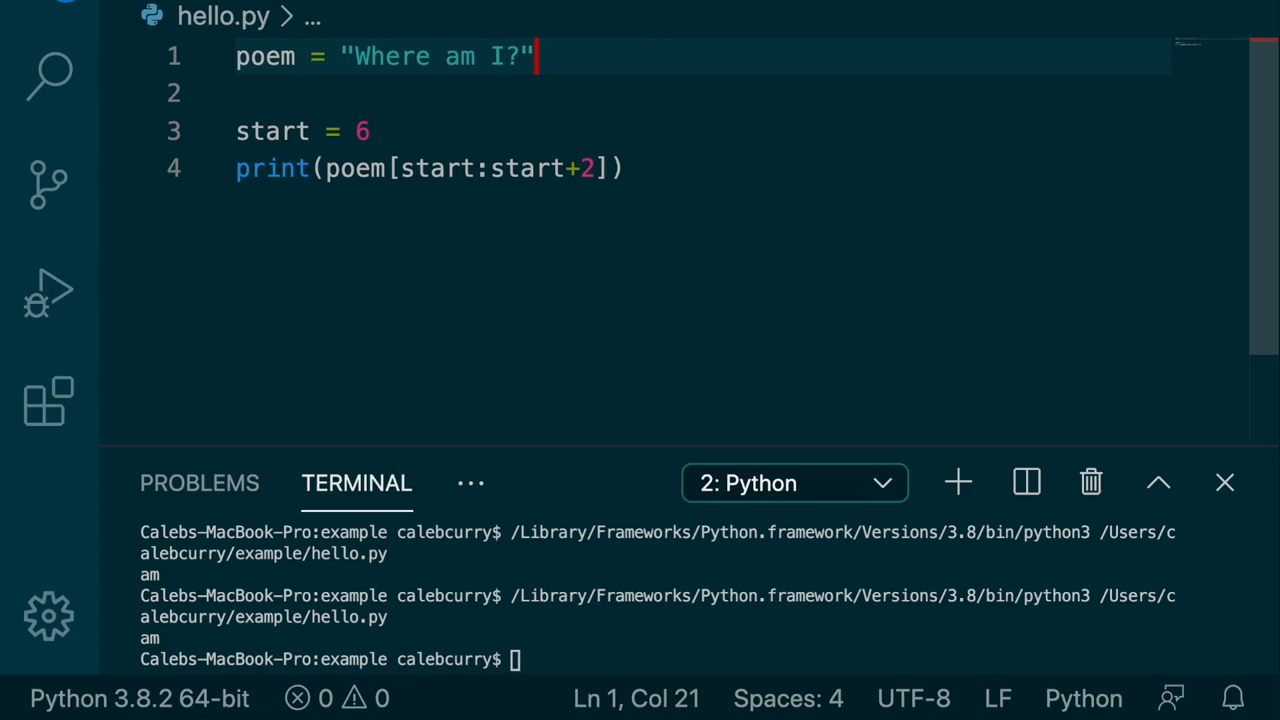 hello.py > ...
1 poem = "Where am I?"
2
3 start = 6
4 print(poem[start:start+2])
PROBLEMS TERMINAL ... 2: Python
Calebs-MacBook-Pro:example calebcurry$ /Library/Frameworks/Python.framework/Versions/3.8/bin/python3 /Users/c
alebcurry/example/hello.py
am
Calebs-MacBook-Pro:example calebcurry$ /Library/Frameworks/Python.framework/Versions/3.8/bin/python3 /Users/c
alebcurry/example/hello.py
am
Calebs-MacBook-Pro:example calebcurry$
Python 3.8.2 64-bit 0 0 Ln 1, Col 21 Spaces: 4 UTF-8 LF Python